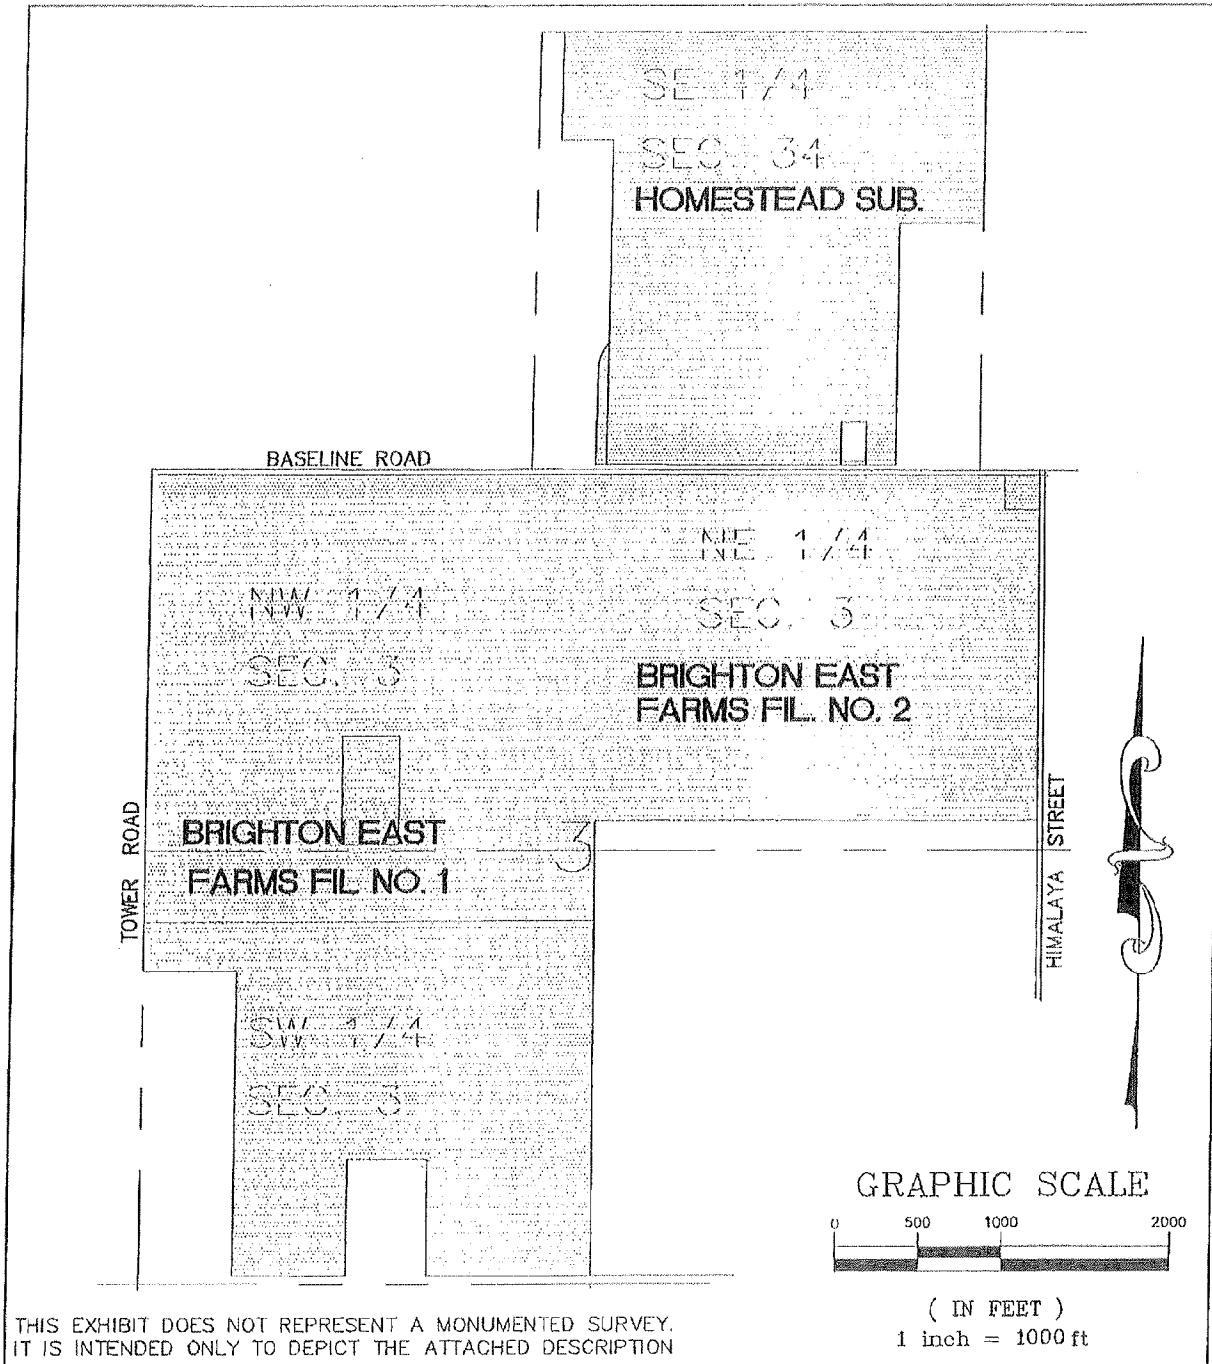 SE 1/4
SEC. 34
HOMESTEAD SUB.
BASELINE ROAD
NE 1/4
SEC. 3
NW 1/4
SEC. 3
BRIGHTON EAST
FARMS FIL. NO. 2
TOWER ROAD
BRIGHTON EAST
FARMS FIL NO. 1
3
HIMALAYA STREET
SW 1/4
SEC. 3
GRAPHIC SCALE
0 500 1000 2000
( IN FEET )
1 inch = 1000 ft
THIS EXHIBIT DOES NOT REPRESENT A MONUMENTED SURVEY.
IT IS INTENDED ONLY TO DEPICT THE ATTACHED DESCRIPTION